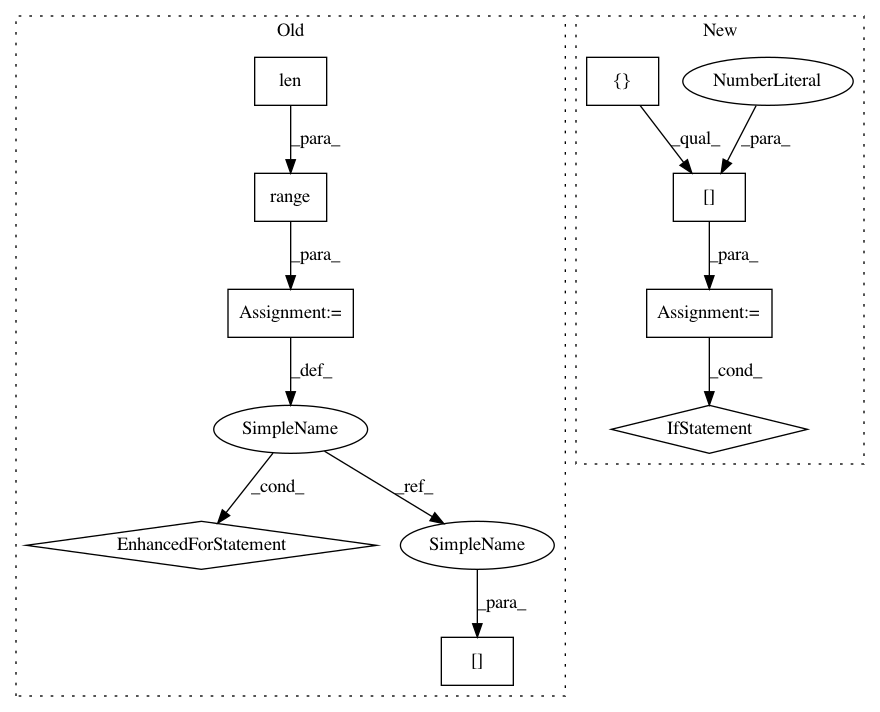 Old
New
len
{}
NumberLiteral
_para_
_qual_
_para_
range
[]
_para_
_para_
Assignment:=
Assignment:=
_def_
_cond_
SimpleName
IfStatement
_cond_
_ref_
EnhancedForStatement
SimpleName
_para_
[]